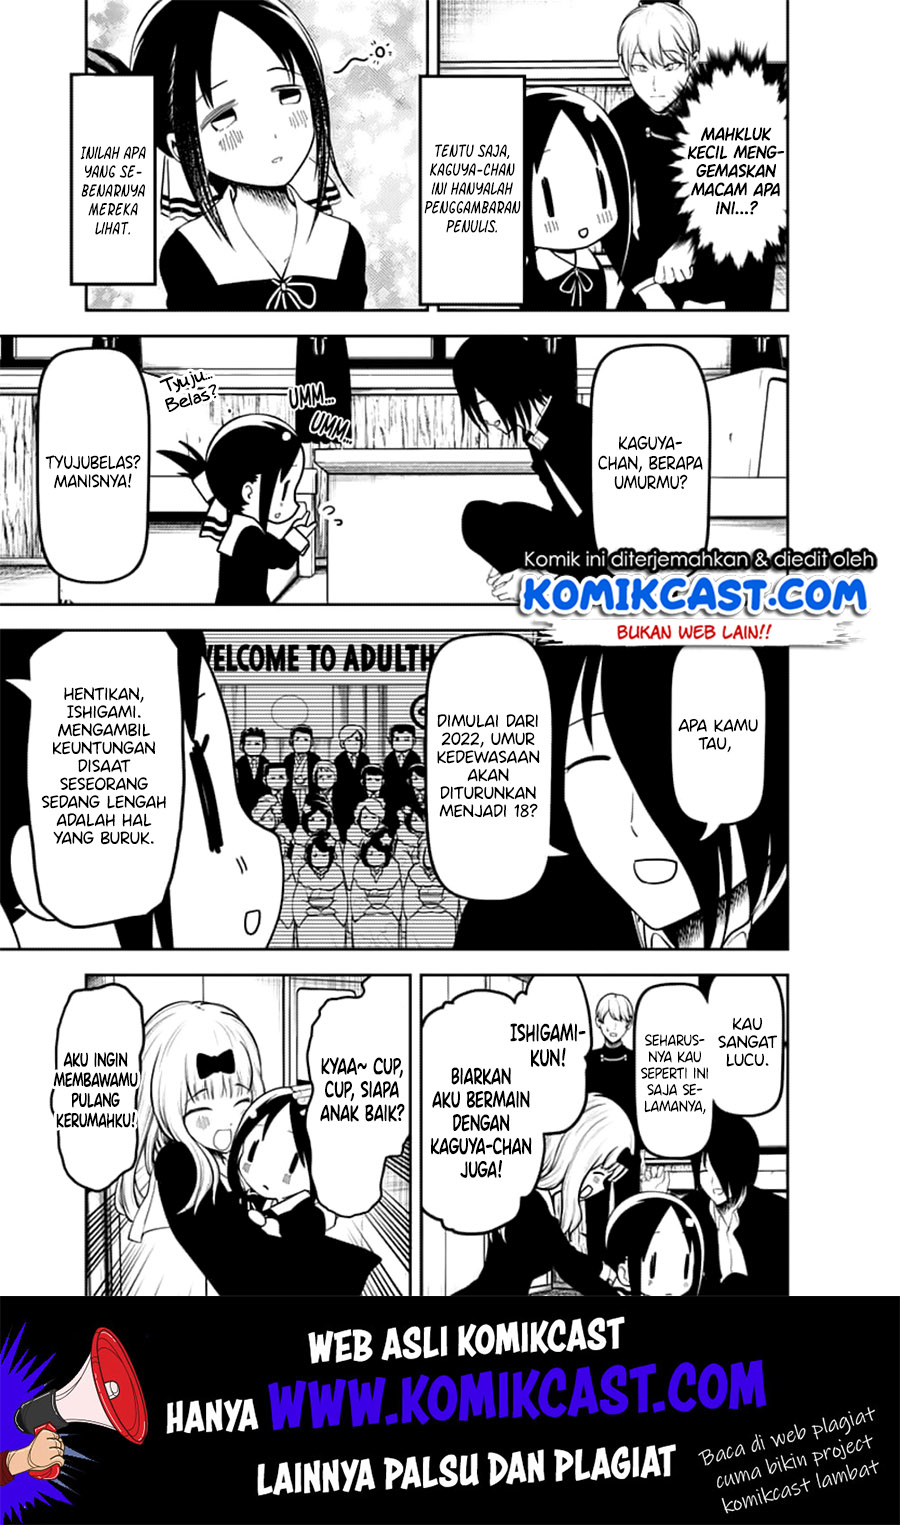 MAHKLUK
KECIL MENG-
GEMASKAN
MACAM APA
INI...?
TENTU SAJA,
KAGUYA-CHAN
INI HANYALAH
PENGGAMBARAN
PENULIS.
INILAH APA
YANG SE-
BENARNYA
MEREKA
LIHAT.
KAGUYA-
CHAN, BERAPA
UMURMU?
UMM...
UMM...
Tyuju...
Belas?
TYUJUBELAS?
MANISNYA!
Komik ini diterjemahkan & diedit oleh
KOMIKCAST.COM
BUKAN WEB LAIN!!
APA KAMU
TAU,
WELCOME TO ADULTH
DIMULAI DARI
2022, UMUR
KEDEWASAAN
AKAN
DITURUNKAN
MENJADI 18?
HENTIKAN,
ISHIGAMI.
MENGAMBIL
KEUNTUNGAN
DISAAT
SESEORANG
SEDANG LENGAH
ADALAH HAL
YANG BURUK.
KAU
SANGAT
LUCU.
SEHARUS-
NYA KAU
SEPERTI INI
SAJA SE-
LAMANYA,
ISHIGAMI-
KUN!
BIARKAN
AKU BERMAIN
DENGAN
KAGUYA-CHAN
JUGA!
KYAA~ CUP,
CUP, SIAPA
ANAK BAIK?
AKU INGIN
MEMBAWAMU
PULANG
KERUMAHKU!
WEB ASLI KOMIKCAST
HANYA WWW.KOMIKCAST.COM
LAINNYA PALSU DAN PLAGIAT
Baca di web plagiat
cuma bikin project
komikcast lambat